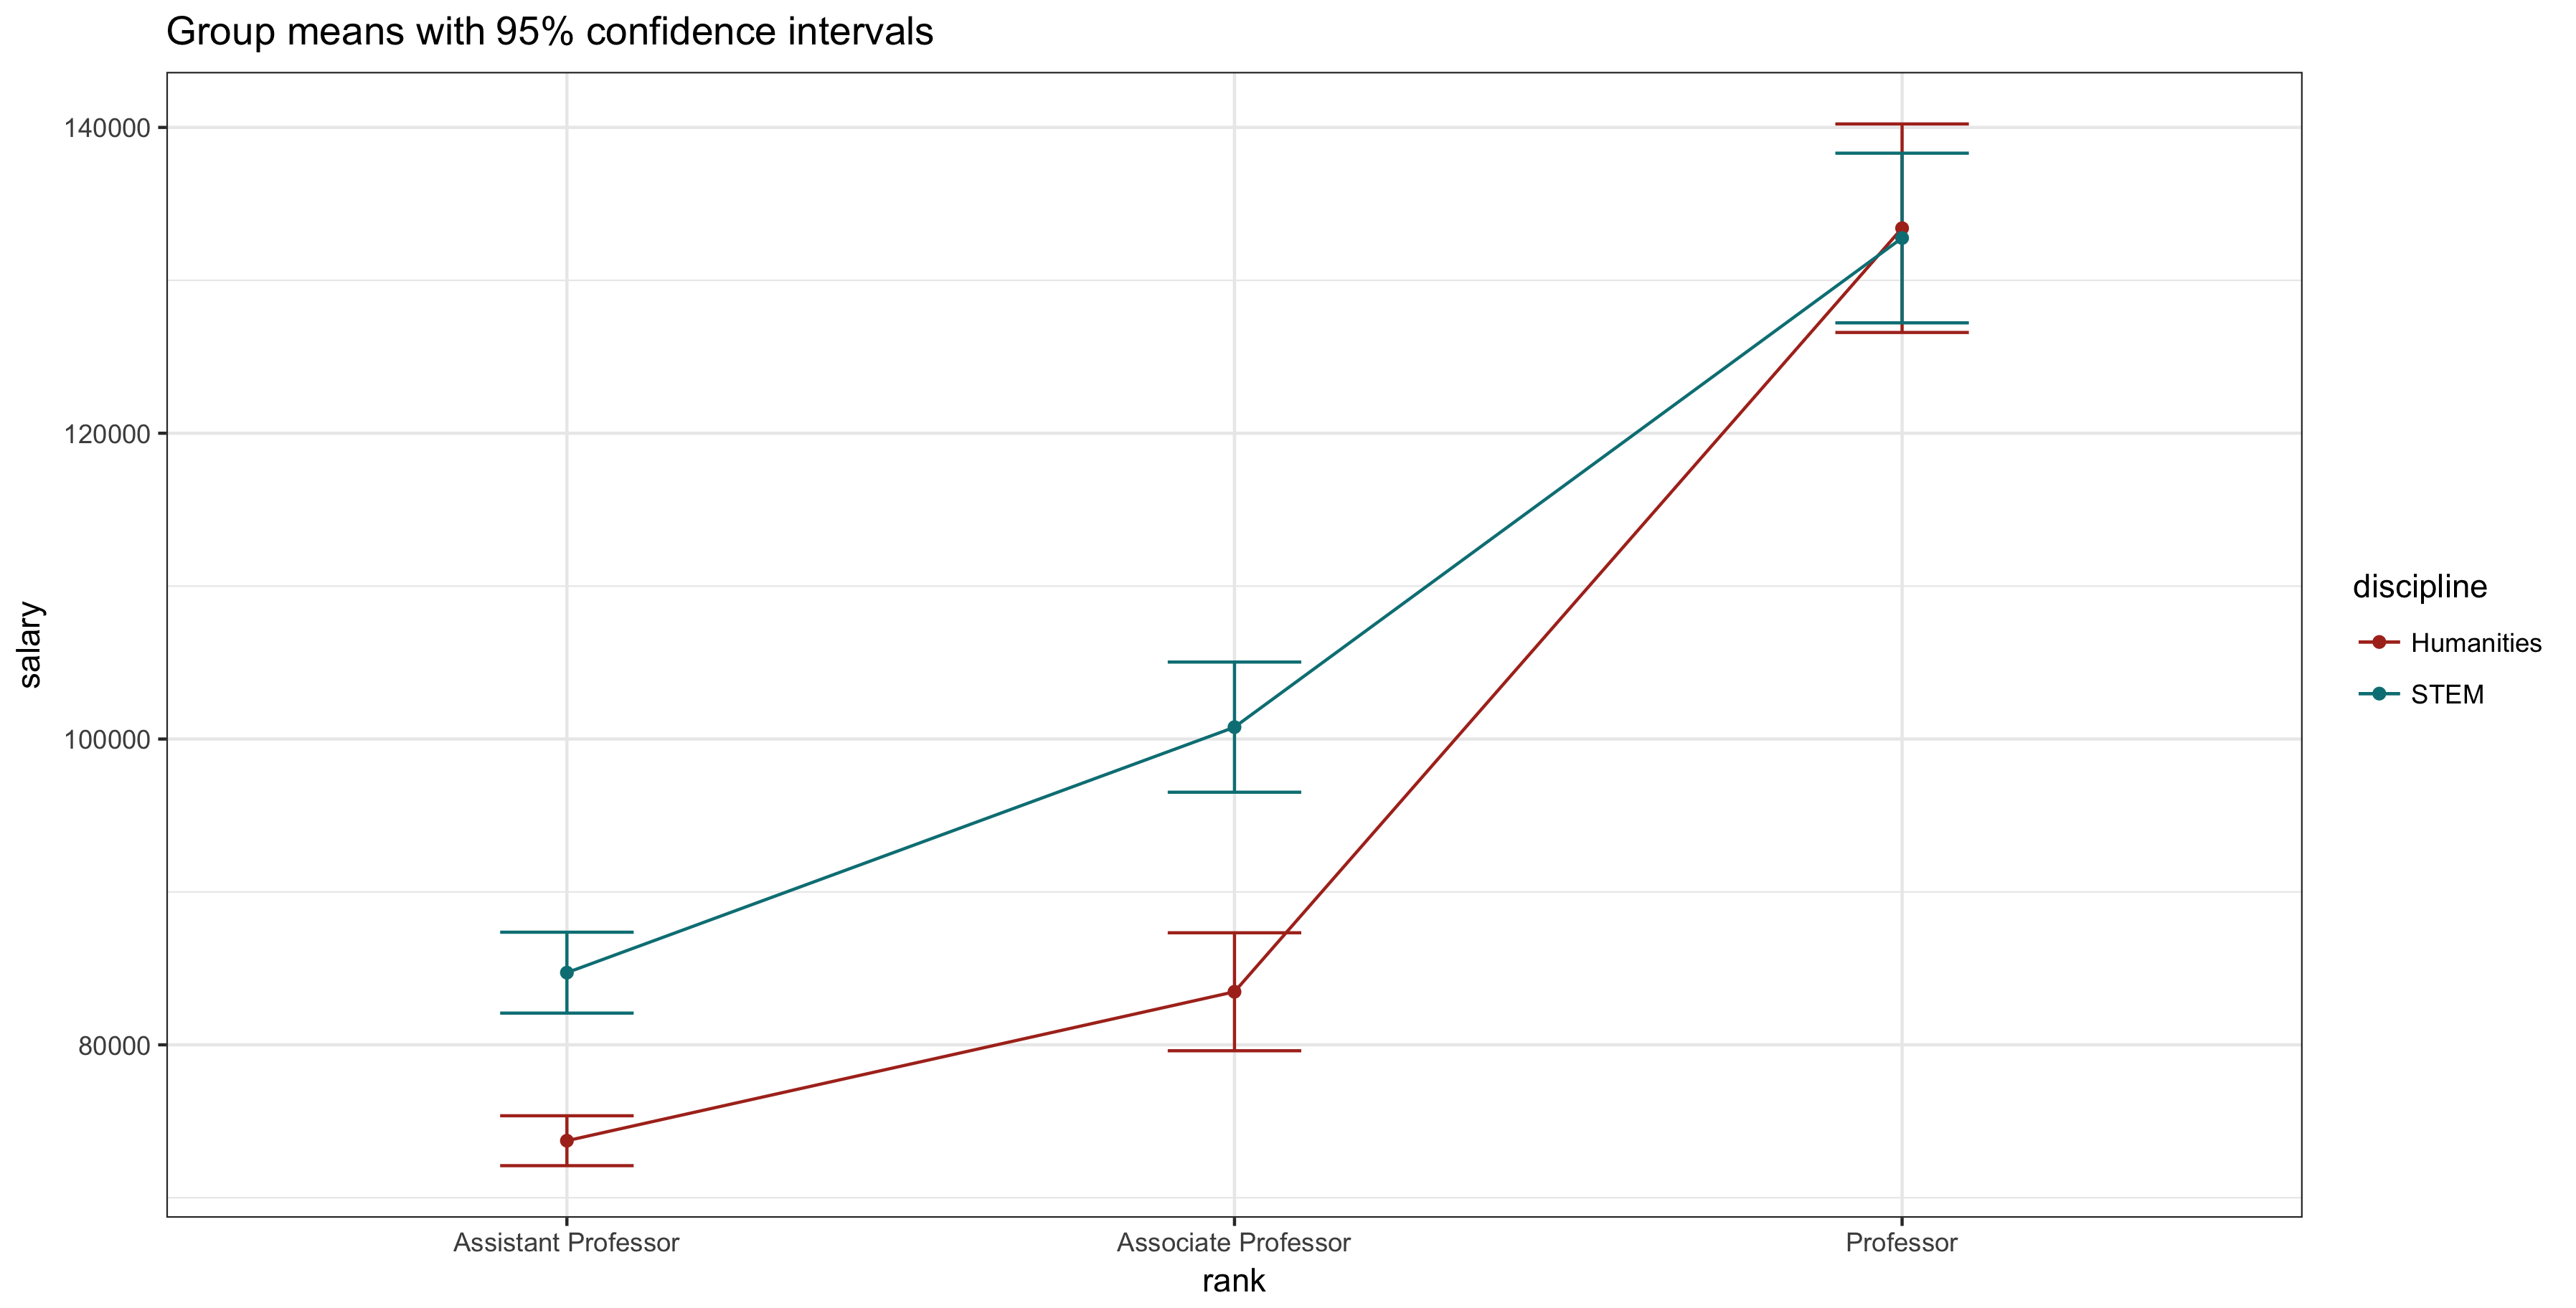 Group means with 95% confidence intervals
140000
120000
100000
80000
salary
Assistant Professor
Associate Professor
Professor
rank
discipline
Humanities
STEM